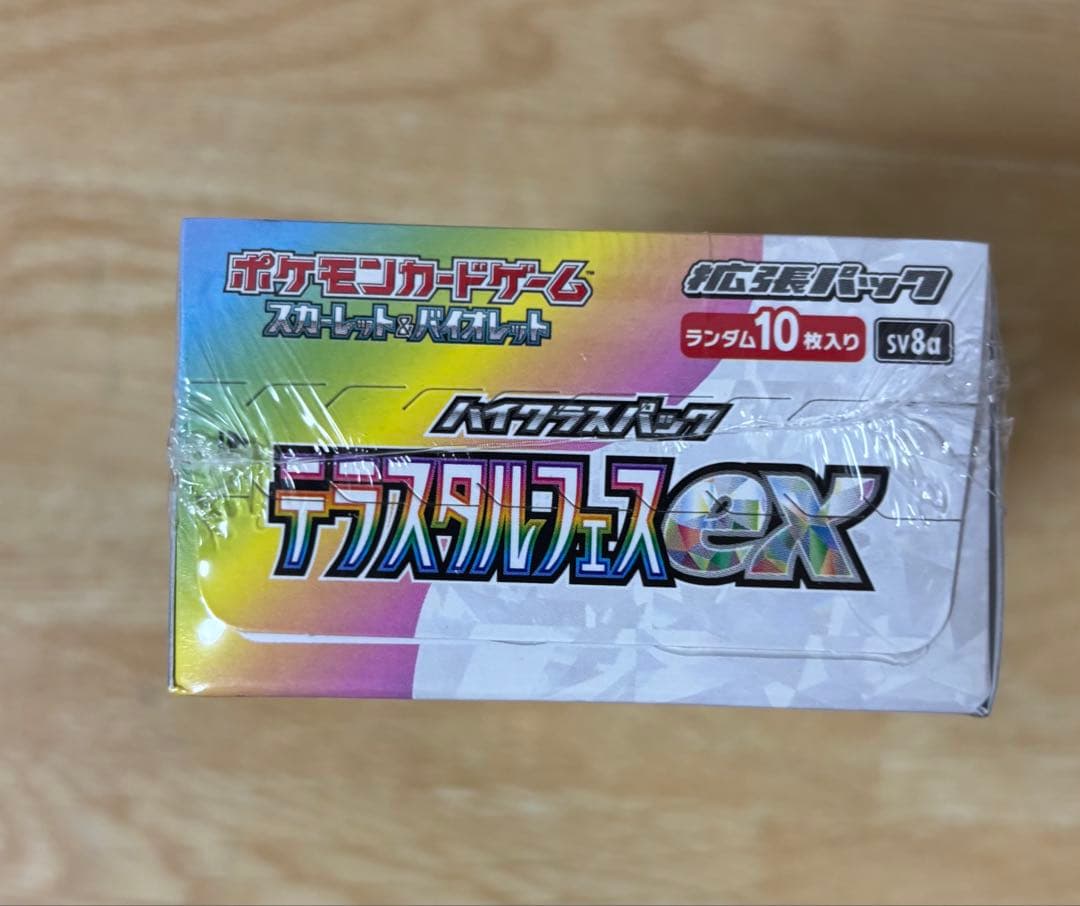 ポケモンカードゲーム™
スカーレット&バイオレット
拡張パック
ランダム10枚入り
sv8a
ハイクラスパック
テラスタルフェスex